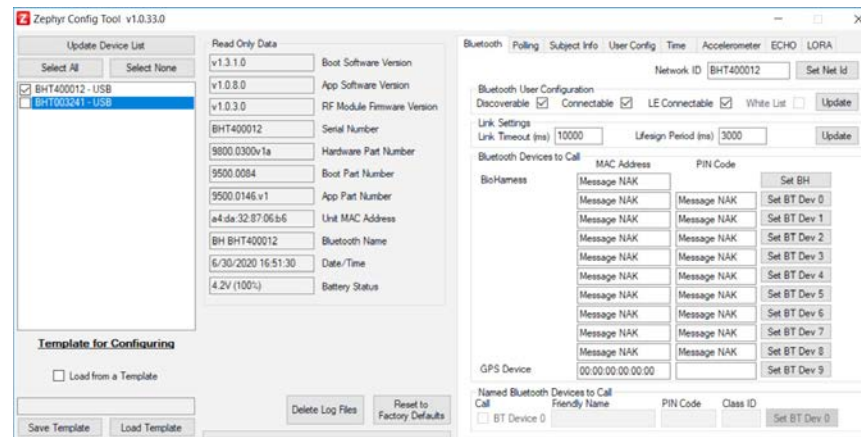 Zephyr Config Tool v1.0.33.0
Update Device List
Select All Select None
BHT400012 - USB
BHT003241 - USB
Template for Configuring
Load from a Template
Save Template Load Template
Read Only Data
v1.3.1.0 Boot Software Version
v1.0.8.0 App Software Version
v1.0.3.0 RF Module Firmware Version
BHT400012 Serial Number
9800.0300v1a Hardware Part Number
9500.0084 Boot Part Number
9500.0146.v1 App Part Number
a4:da:32:87:06:b6 Unit MAC Address
BH BHT400012 Bluetooth Name
6/30/2020 16:51:30 Date/Time
4.2V (100%) Battery Status
Delete Log Files Reset to
Factory Defaults
Bluetooth Polling Subject Info User Config Time Accelerometer ECHO LORA
Network ID BHT400012 Set Net Id
Bluetooth User Configuration
Discoverable Connectable LE Connectable White List Update
Link Settings
Link Timeout (ms) 10000 Lifesign Period (ms) 3000 Update
Bluetooth Devices to Call
MAC Address PIN Code
BioHarness Message NAK Set BH
Message NAK Message NAK Set BT Dev 0
Message NAK Message NAK Set BT Dev 1
Message NAK Message NAK Set BT Dev 2
Message NAK Message NAK Set BT Dev 3
Message NAK Message NAK Set BT Dev 4
Message NAK Message NAK Set BT Dev 5
Message NAK Message NAK Set BT Dev 6
Message NAK Message NAK Set BT Dev 7
Message NAK Message NAK Set BT Dev 8
GPS Device 00:00:00:00:00:00 Set BT Dev 9
Named Bluetooth Devices to Call
Call Friendly Name PIN Code Class ID
BT Device 0 Set BT Dev 0